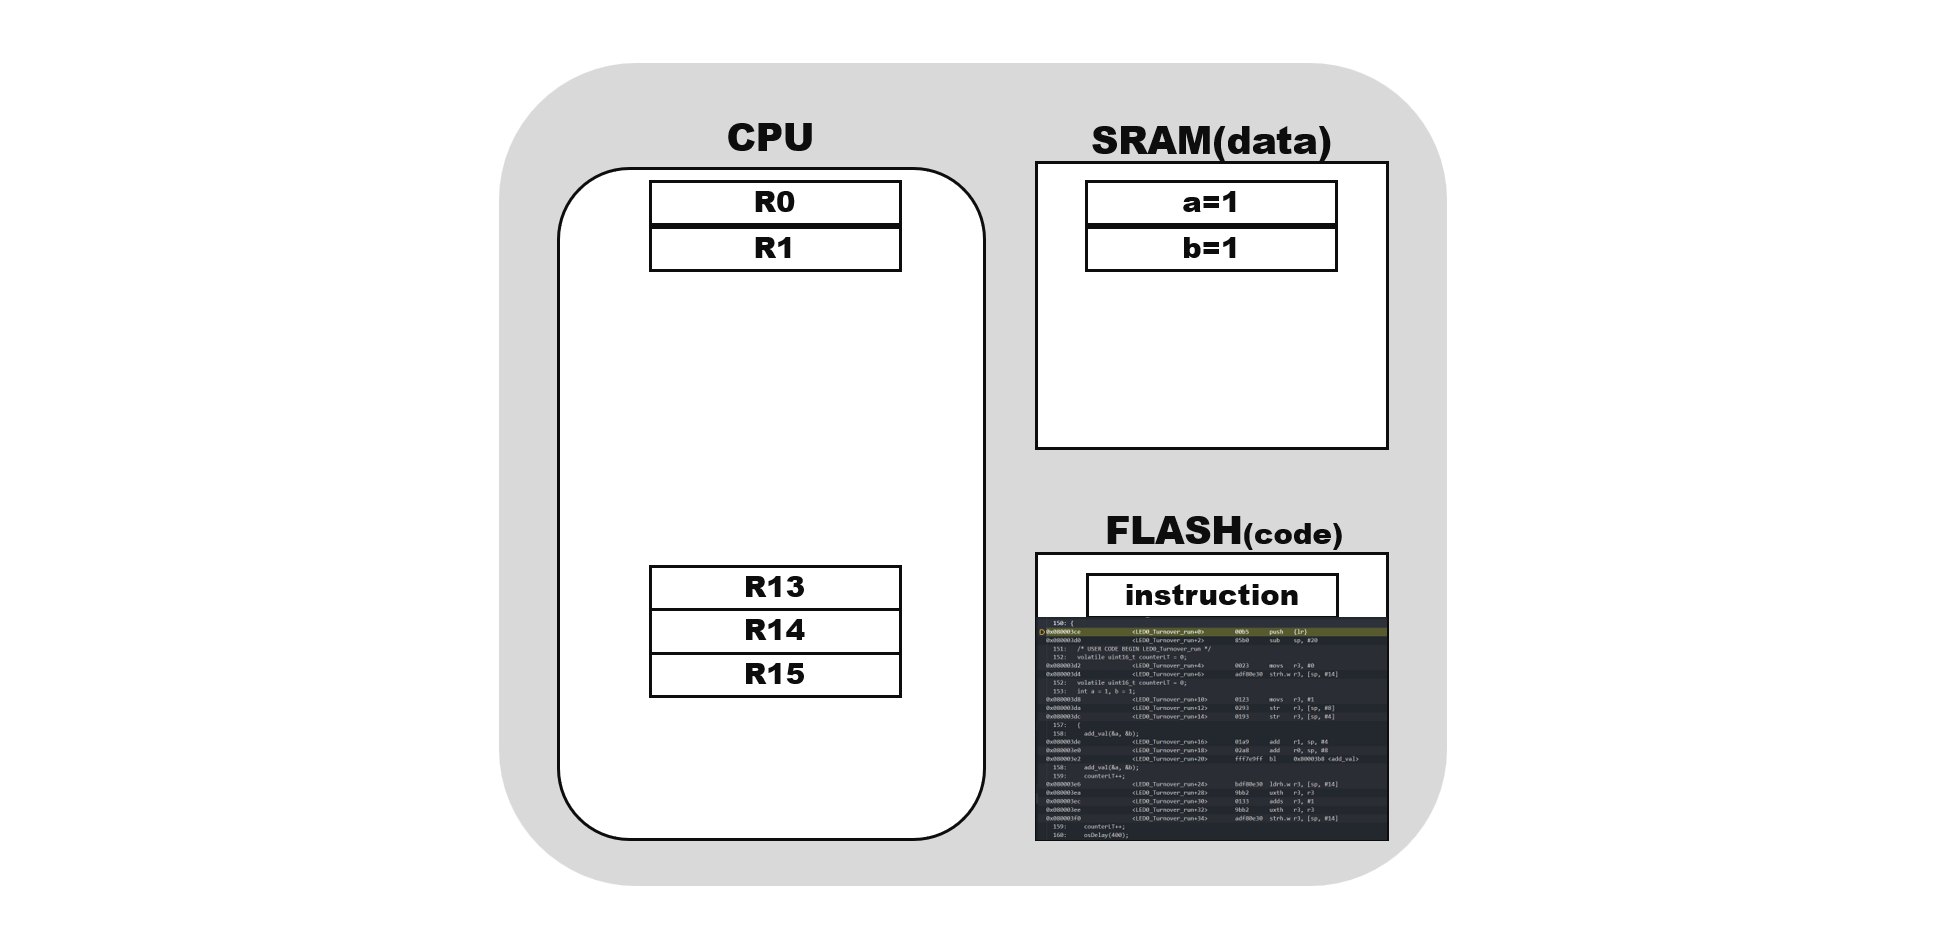 CPU
R0
R1
R13
R14
R15
SRAM(data)
a=1
b=1
FLASH(code)
instruction
150: {
0x080003ce <LED0_Turnover_run+0> 00b5 push {lr}
0x080003d0 <LED0_Turnover_run+2> 85b0 sub sp, #20
151: /* USER CODE BEGIN LED0_Turnover_run */
152: volatile uint16_t counterLT = 0;
0x080003d2 <LED0_Turnover_run+4> 0023 movs r3, #0
0x080003d4 <LED0_Turnover_run+6> adf80e30 strh.w r3, [sp, #14]
152: volatile uint16_t counterLT = 0;
153: int a = 1, b = 1;
0x080003d8 <LED0_Turnover_run+10> 0123 movs r3, #1
0x080003da <LED0_Turnover_run+12> 0293 str r3, [sp, #8]
0x080003dc <LED0_Turnover_run+14> 0193 str r3, [sp, #4]
157: {
158: add_val(&a, &b);
0x080003de <LED0_Turnover_run+16> 01a9 add r1, sp, #4
0x080003e0 <LED0_Turnover_run+18> 02a8 add r0, sp, #8
0x080003e2 <LED0_Turnover_run+20> fff7e9ff bl 0x80003b8 <add_val>
158: add_val(&a, &b);
159: counterLT++;
0x080003e6 <LED0_Turnover_run+24> bdf80e30 ldrh.w r3, [sp, #14]
0x080003ea <LED0_Turnover_run+28> 9bb2 uxth r3, r3
0x080003ec <LED0_Turnover_run+30> 0133 adds r3, #1
0x080003ee <LED0_Turnover_run+32> 9bb2 uxth r3, r3
0x080003f0 <LED0_Turnover_run+34> adf80e30 strh.w r3, [sp, #14]
159: counterLT++;
160: osDelay(400);